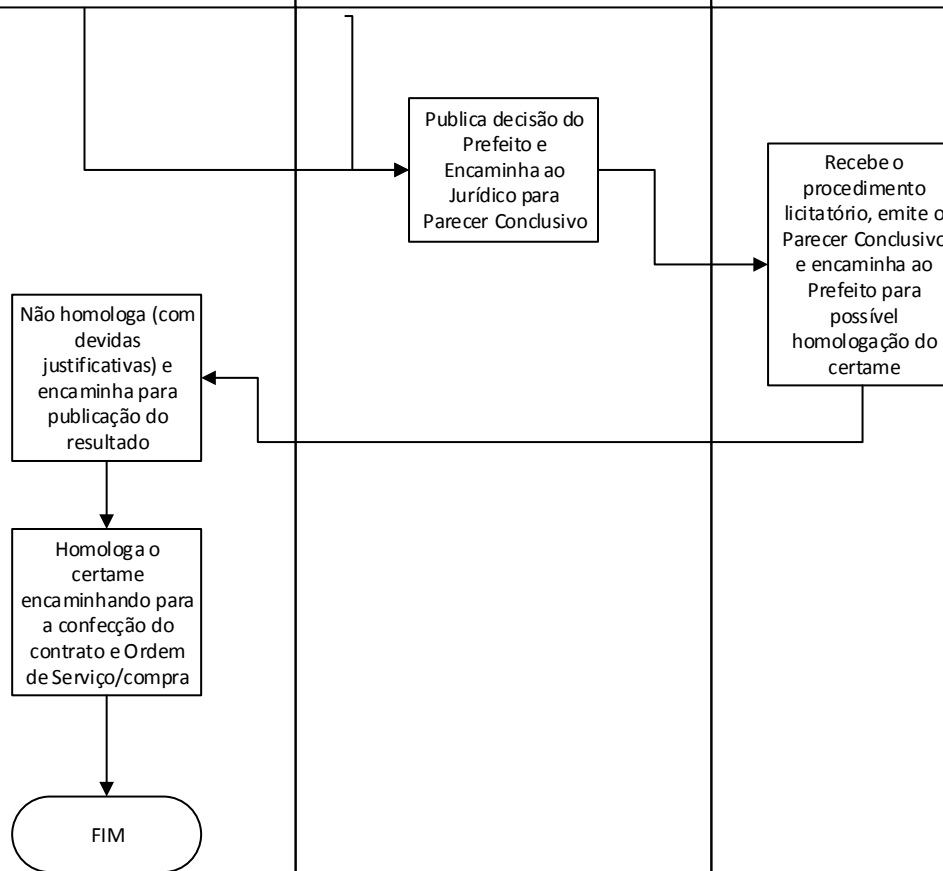 Publica decisão do
Prefeito e
Encaminha ao
Jurídico para
Parecer Conclusivo
Recebe o
procedimento
licitatório, emite o
Parecer Conclusivo
e encaminha ao
Prefeito para
possível
homologação do
certame
Não homologa (com
devidas
justificativas) e
encaminha para
publicação do
resultado
Homologa o
certame
encaminhando para
a confecção do
contrato e Ordem
de Serviço/compra
FIM